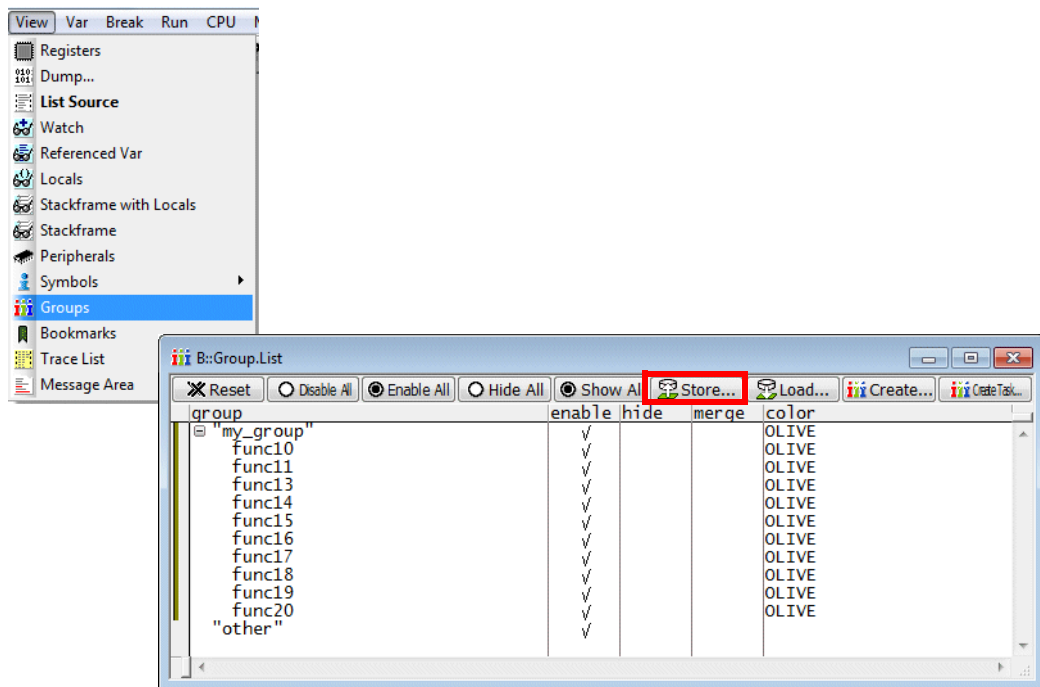 View Var Break Run CPU
Registers
Dump...
List Source
Watch
Referenced Var
Locals
Stackframe with Locals
Stackframe
Peripherals
Symbols
Groups
Bookmarks
Trace List
Message Area
B::Group.List
Reset Disable All Enable All Hide All Show Al Store... Load... Create... Create Task...
group enable hide merge color
"my_group" √ OLIVE
func10 √ OLIVE
func11 √ OLIVE
func13 √ OLIVE
func14 √ OLIVE
func15 √ OLIVE
func16 √ OLIVE
func17 √ OLIVE
func18 √ OLIVE
func19 √ OLIVE
func20 √ OLIVE
"other" √